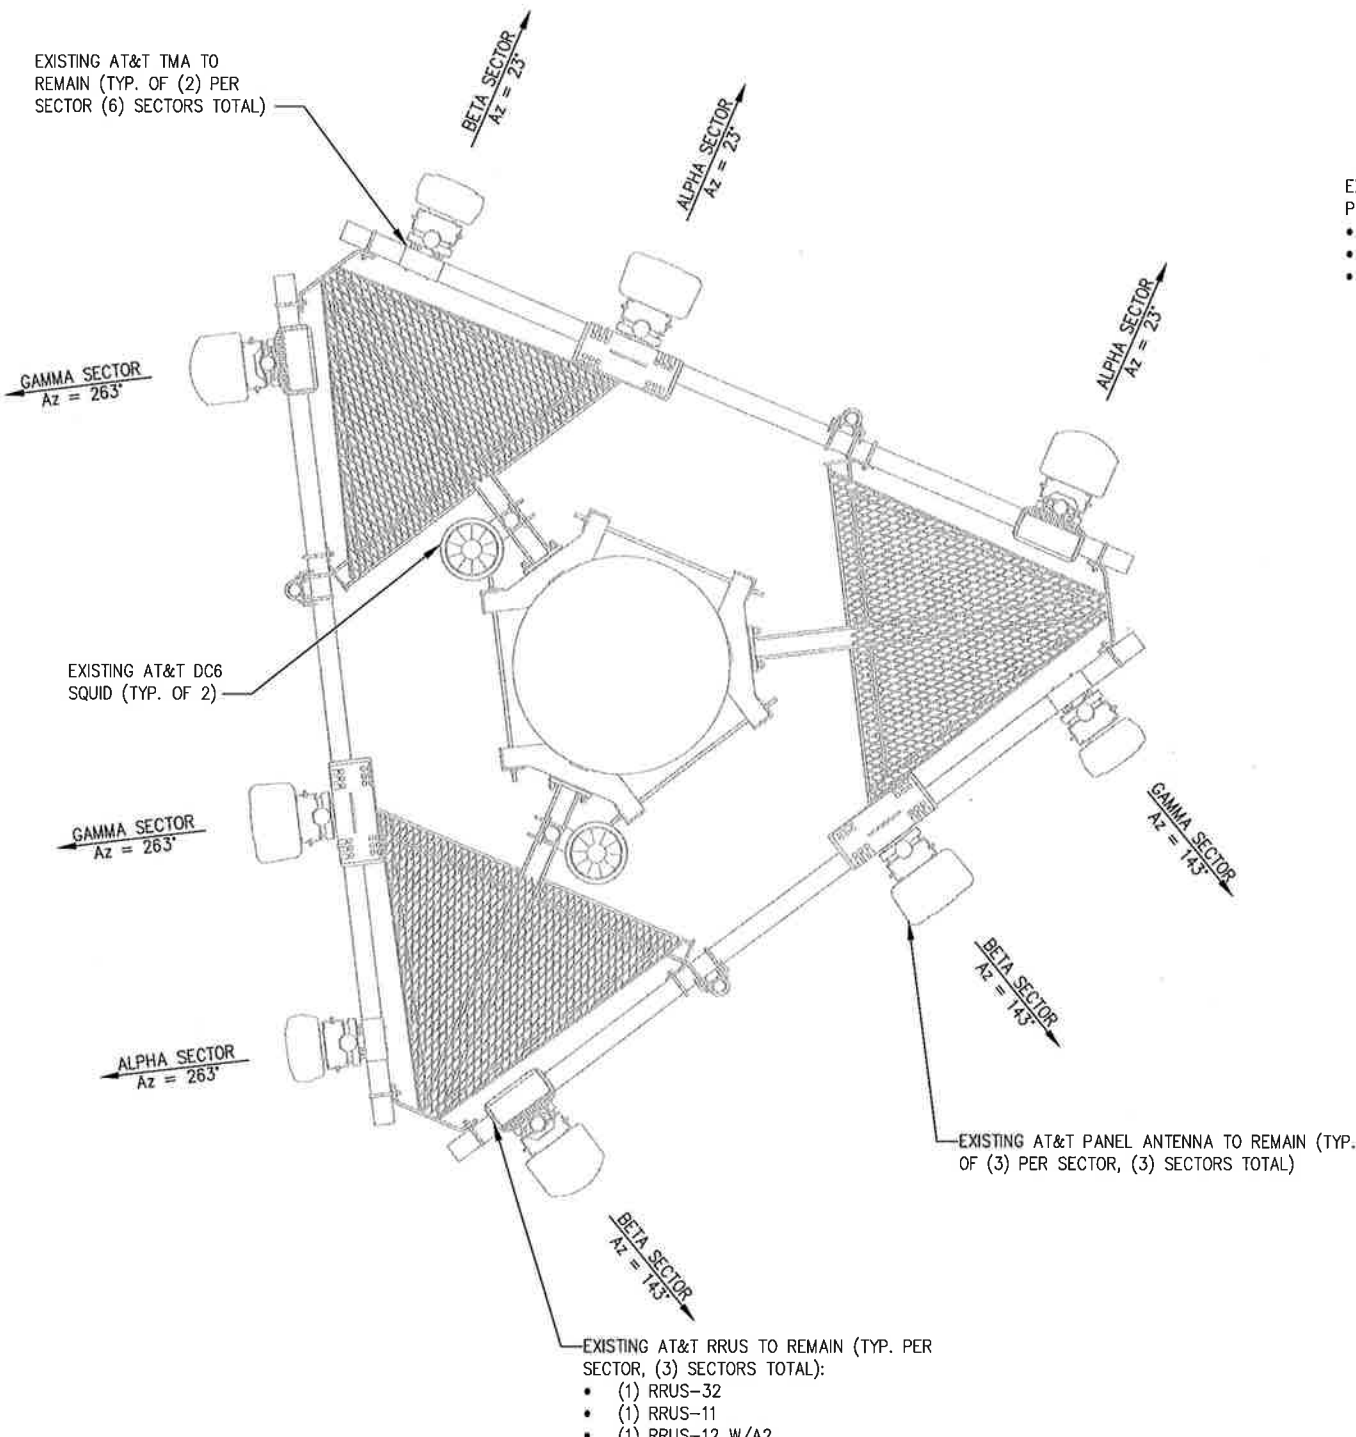 EXISTING AT&T TMA TO
REMAIN (TYP. OF (2) PER
SECTOR (6) SECTORS TOTAL)
BETA SECTOR
Az = 23°
ALPHA SECTOR
Az = 23°
ALPHA SECTOR
Az = 23°
P
•
•
•
GAMMA SECTOR
Az = 263°
EXISTING AT&T DC6
SQUID (TYP. OF 2)
GAMMA SECTOR
Az = 263°
GAMMA SECTOR
Az = 143°
BETA SECTOR
Az = 143°
ALPHA SECTOR
Az = 263°
EXISTING AT&T PANEL ANTENNA TO REMAIN (TYP.
OF (3) PER SECTOR, (3) SECTORS TOTAL)
BETA SECTOR
Az = 143°
EXISTING AT&T RRUS TO REMAIN (TYP. PER
SECTOR, (3) SECTORS TOTAL):
• (1) RRUS-32
• (1) RRUS-11
• (1) RRUS-12 W/A2